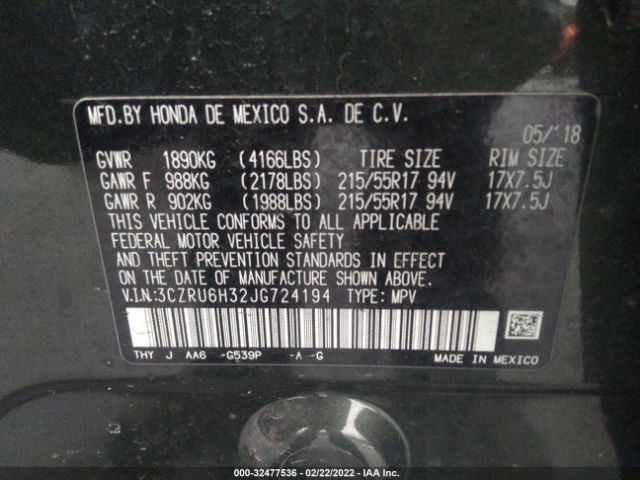 MFD.BY HONDA DE MEXICO S.A. DE C.V.
05/'18
GVWR 1890KG (4166LBS) TIRE SIZE RIM SIZE
GAWR F 988KG (2178LBS) 215/55R17 94V 17X7.5J
GAWR R 902KG (1988LBS) 215/55R17 94V 17X7.5J
THIS VEHICLE CONFORMS TO ALL APPLICABLE
FEDERAL MOTOR VEHICLE SAFETY
AND THEFT PREVENTION STANDARDS IN EFFECT
ON THE DATE OF MANUFACTURE SHOWN ABOVE.
V.I.N:3CZRU6H32JG724194 TYPE: MPV
THY J AA6 -G539P -A -G
MADE IN MEXICO
000-32477536 - 02/22/2022 - IAA Inc.